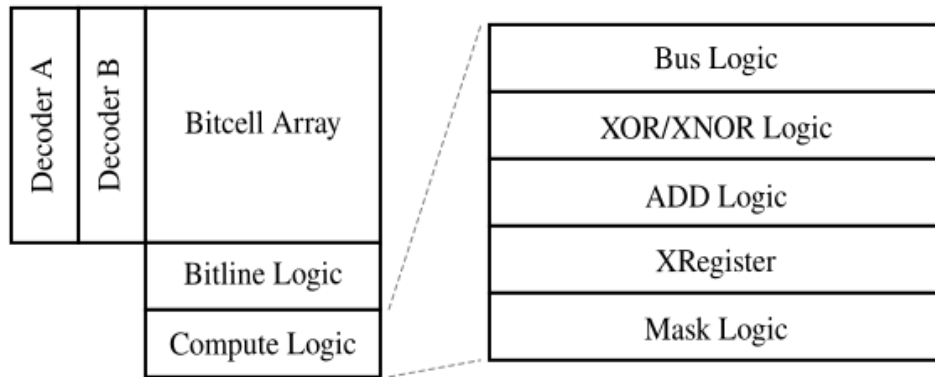 Decoder A
Decoder B
Bitcell Array
Bitline Logic
Compute Logic
Bus Logic
XOR/XNOR Logic
ADD Logic
XRegister
Mask Logic